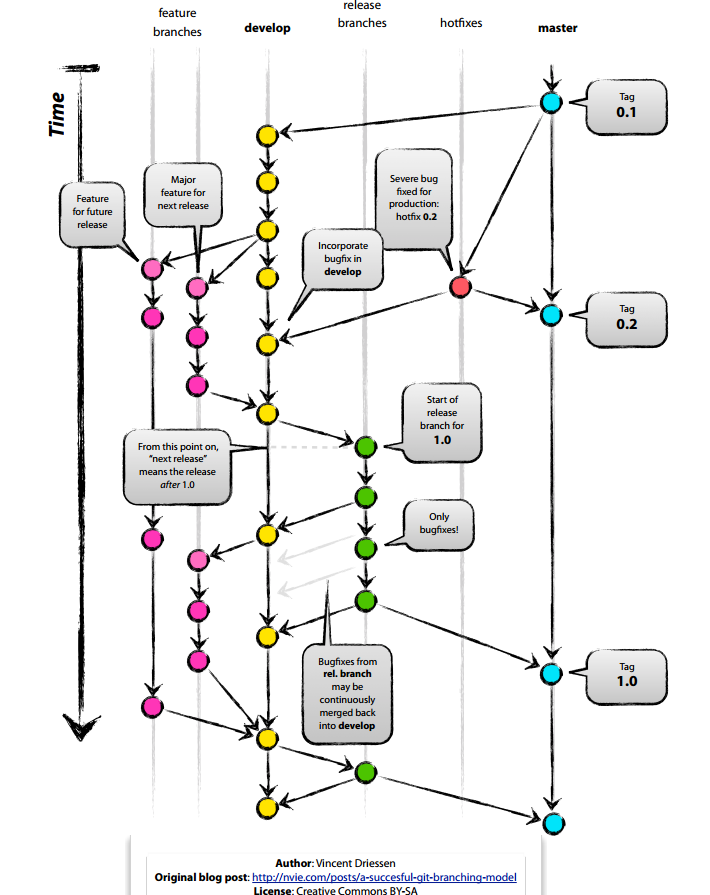 feature
branches
develop
release
branches
hotfixes
master
Time
Tag
0.1
Major
feature for
next release
Feature
for future
release
Severe bug
fixed for
production:
hotfix 0.2
Incorporate
bugfix in
develop
Tag
0.2
Start of
release
branch for
1.0
From this point on,
“next release”
means the release
after 1.0
Only
bugfixes!
Bugfixes from
rel. branch
may be
continuously
merged back
into develop
Tag
1.0
Author: Vincent Driessen
Original blog post: http://nvie.com/posts/a-succesful-git-branching-model
License: Creative Commons BY-SA